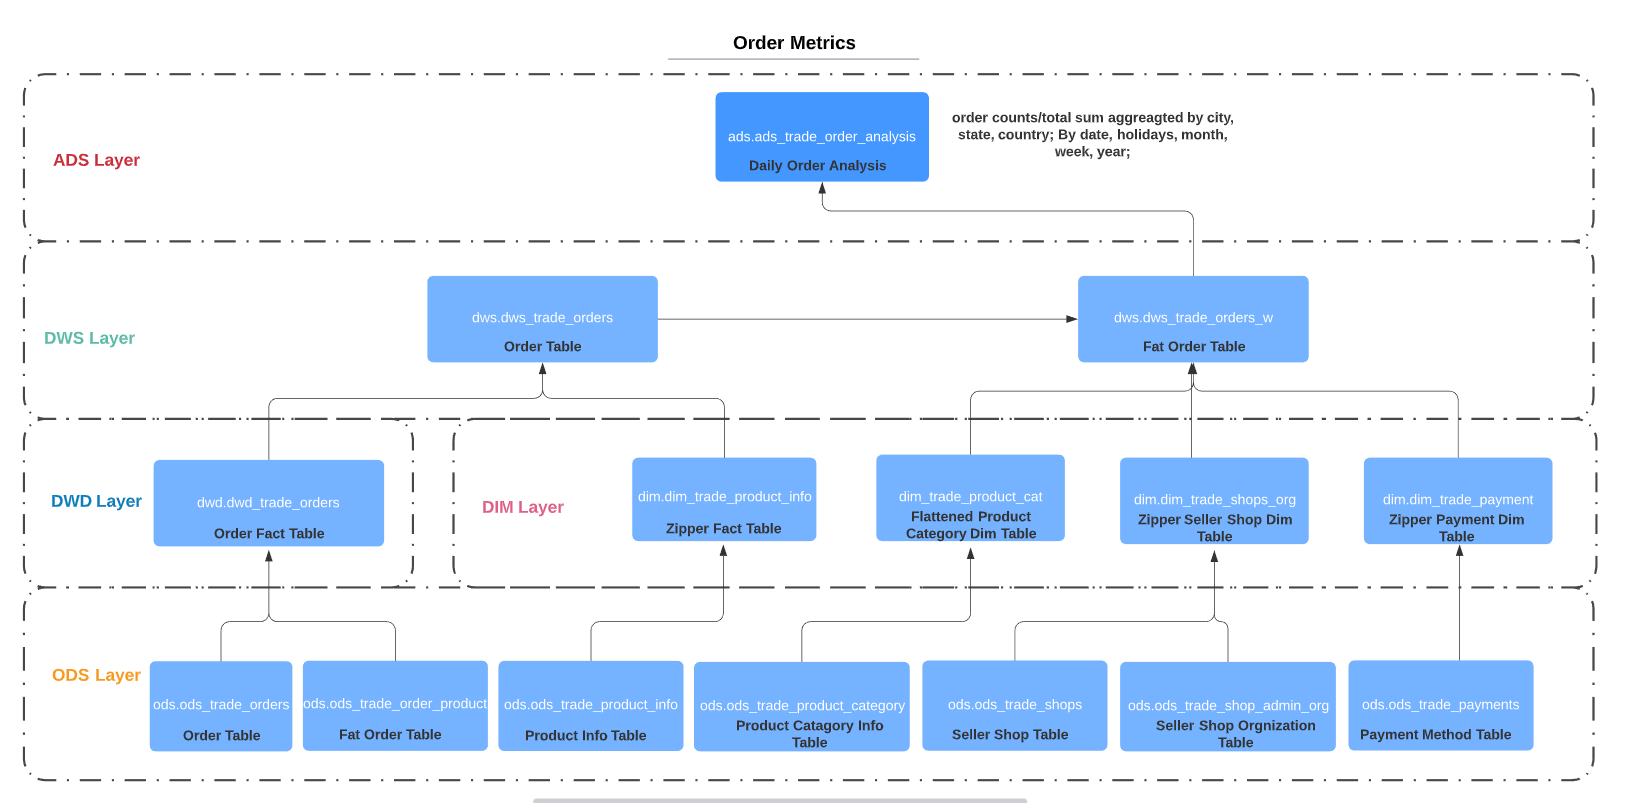 Order Metrics
ADS Layer
ads.ads_trade_order_analysis
Daily Order Analysis
order counts/total sum aggreagted by city,
state, country; By date, holidays, month,
week, year;
DWS Layer
dws.dws_trade_orders
Order Table
dws.dws_trade_orders_w
Fat Order Table
DWD Layer
dwd.dwd_trade_orders
Order Fact Table
DIM Layer
dim.dim_trade_product_info
Zipper Fact Table
dim_trade_product_cat
Flattened Product
Category Dim Table
dim.dim_trade_shops_org
Zipper Seller Shop Dim
Table
dim.dim_trade_payment
Zipper Payment Dim
Table
ODS Layer
ods.ods_trade_orders
Order Table
ods.ods_trade_order_product
Fat Order Table
ods.ods_trade_product_info
Product Info Table
ods.ods_trade_product_category
Product Catagory Info
Table
ods.ods_trade_shops
Seller Shop Table
ods.ods_trade_shop_admin_org
Seller Shop Orgnization
Table
ods.ods_trade_payments
Payment Method Table